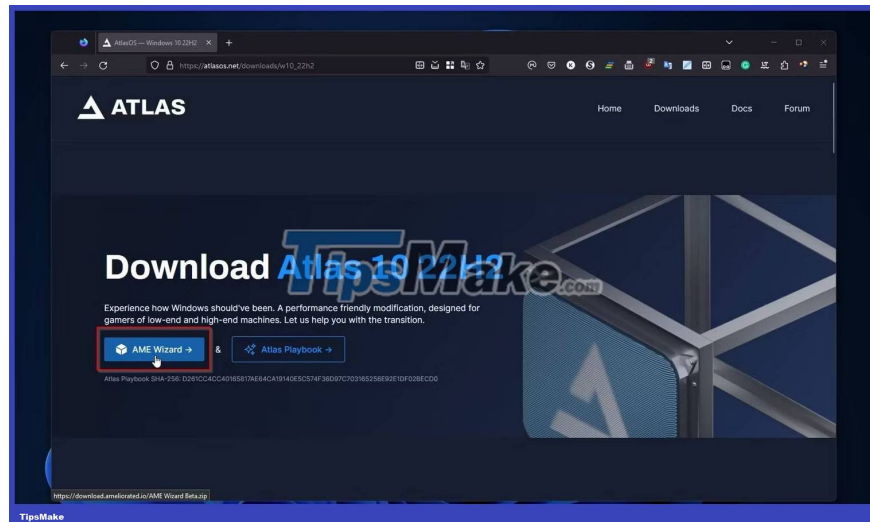 AtlasOS — Windows 10 22H2
https://atlasos.net/downloads/w10_22h2
ATLAS
Home Downloads Docs Forum
Download Atlas 10 22H2
TipsMake.com
Experience how Windows should've been. A performance friendly modification, designed for
gamers of low-end and high-end machines. Let us help you with the transition.
AME Wizard → & Atlas Playbook →
Atlas Playbook SHA-256:
https://download.ameliorated.io/AME Wizard Beta.zip
TipsMake